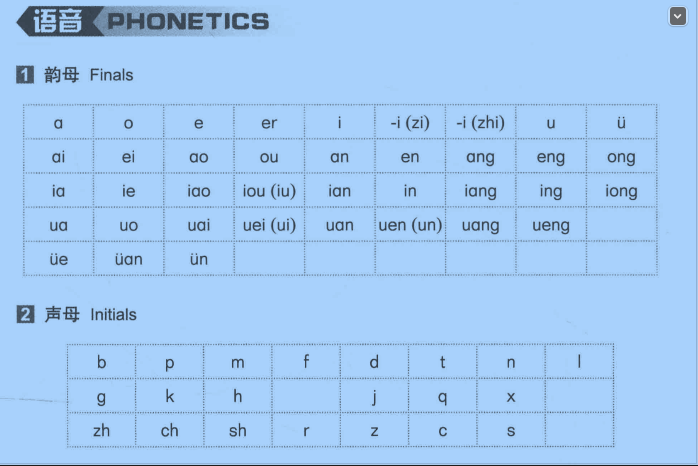 语音 PHONETICS
1 韵母 Finals
a o e er i -i (zi) -i (zhi) u ü
ai ei ao ou an en ang eng ong
ia ie iao iou (iu) ian in iang ing iong
ua uo uai uei (ui) uan uen (un) uang ueng
üe üan ün
2 声母 Initials
b p m f d t n l
g k h j q x
zh ch sh r z c s